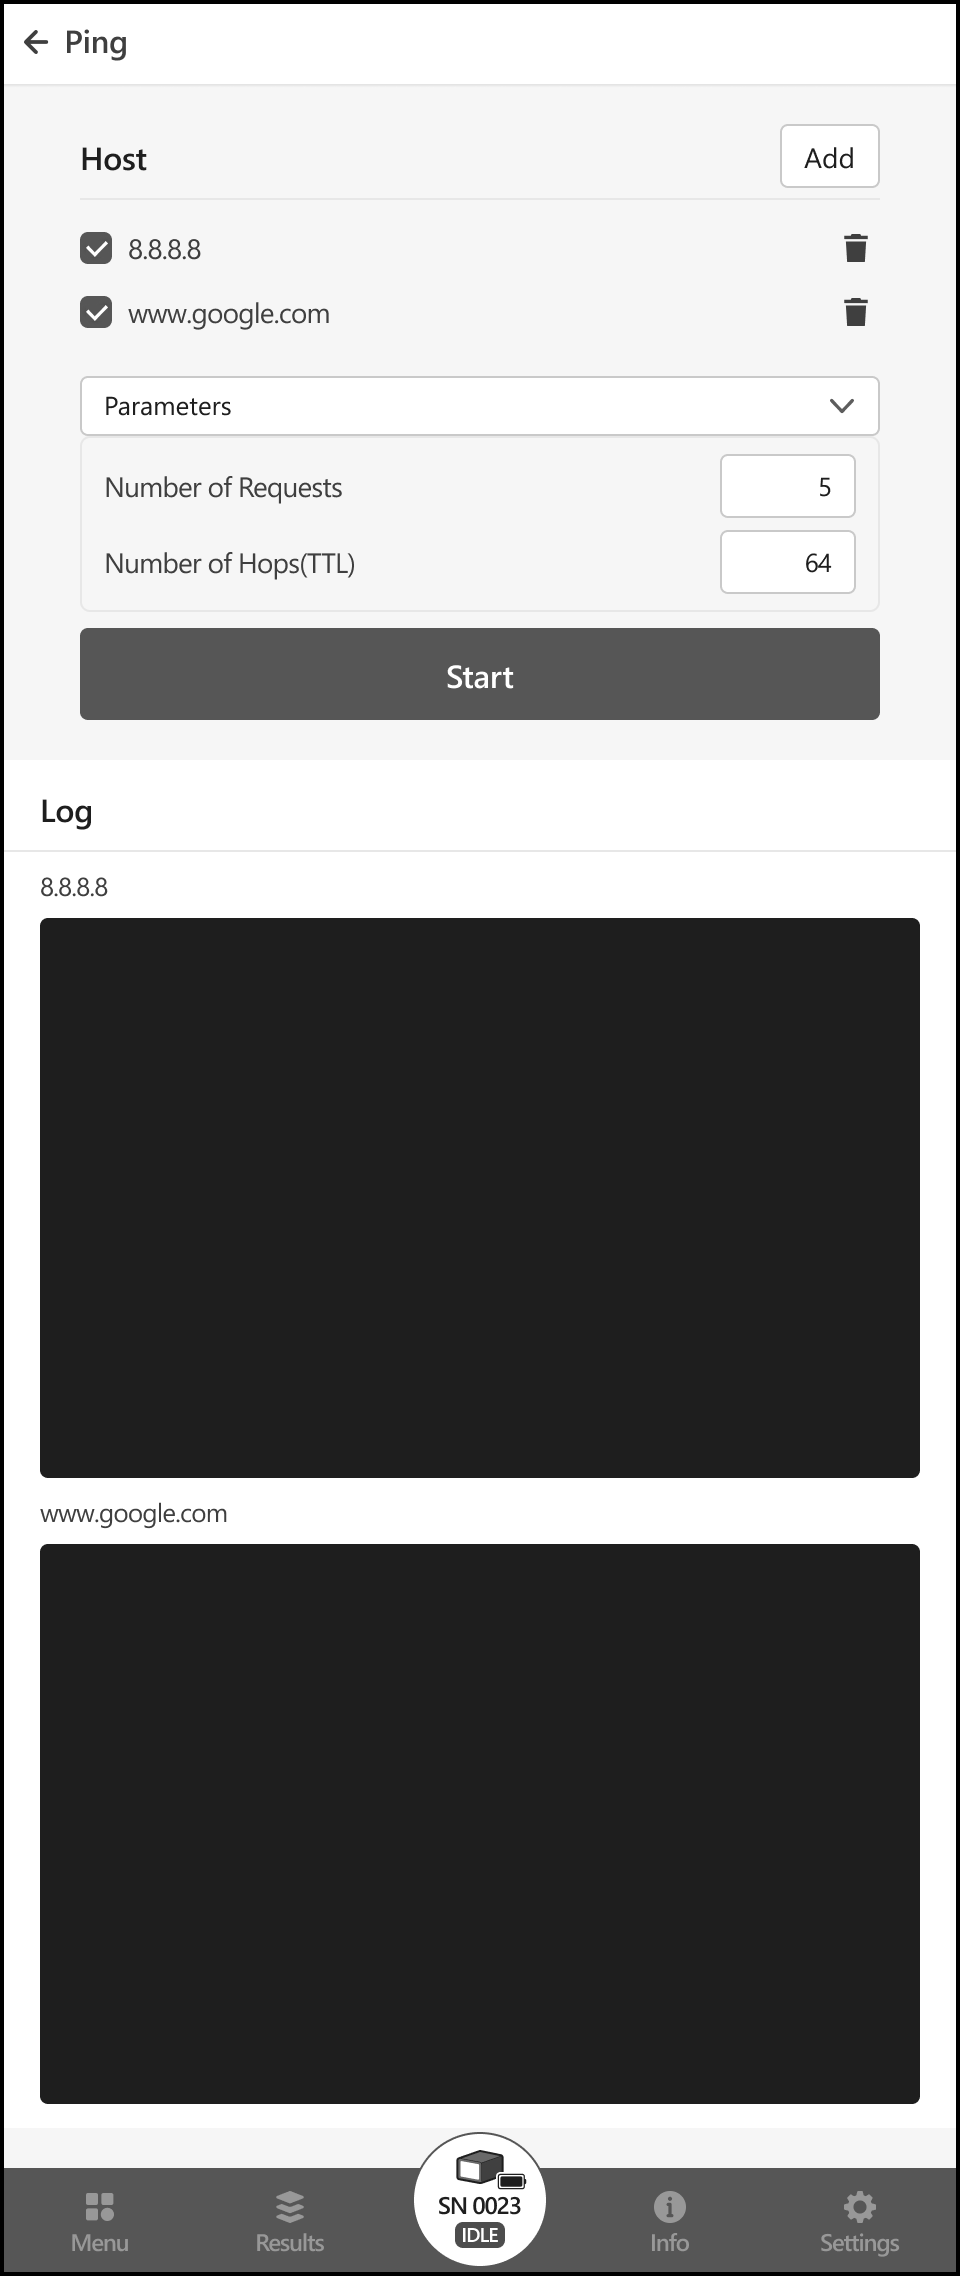 Ping
Host
Add
8.8.8.8
www.google.com
Parameters
Number of Requests
5
Number of Hops(TTL)
64
Start
Log
8.8.8.8
www.google.com
Menu
Results
SN 0023
IDLE
Info
Settings